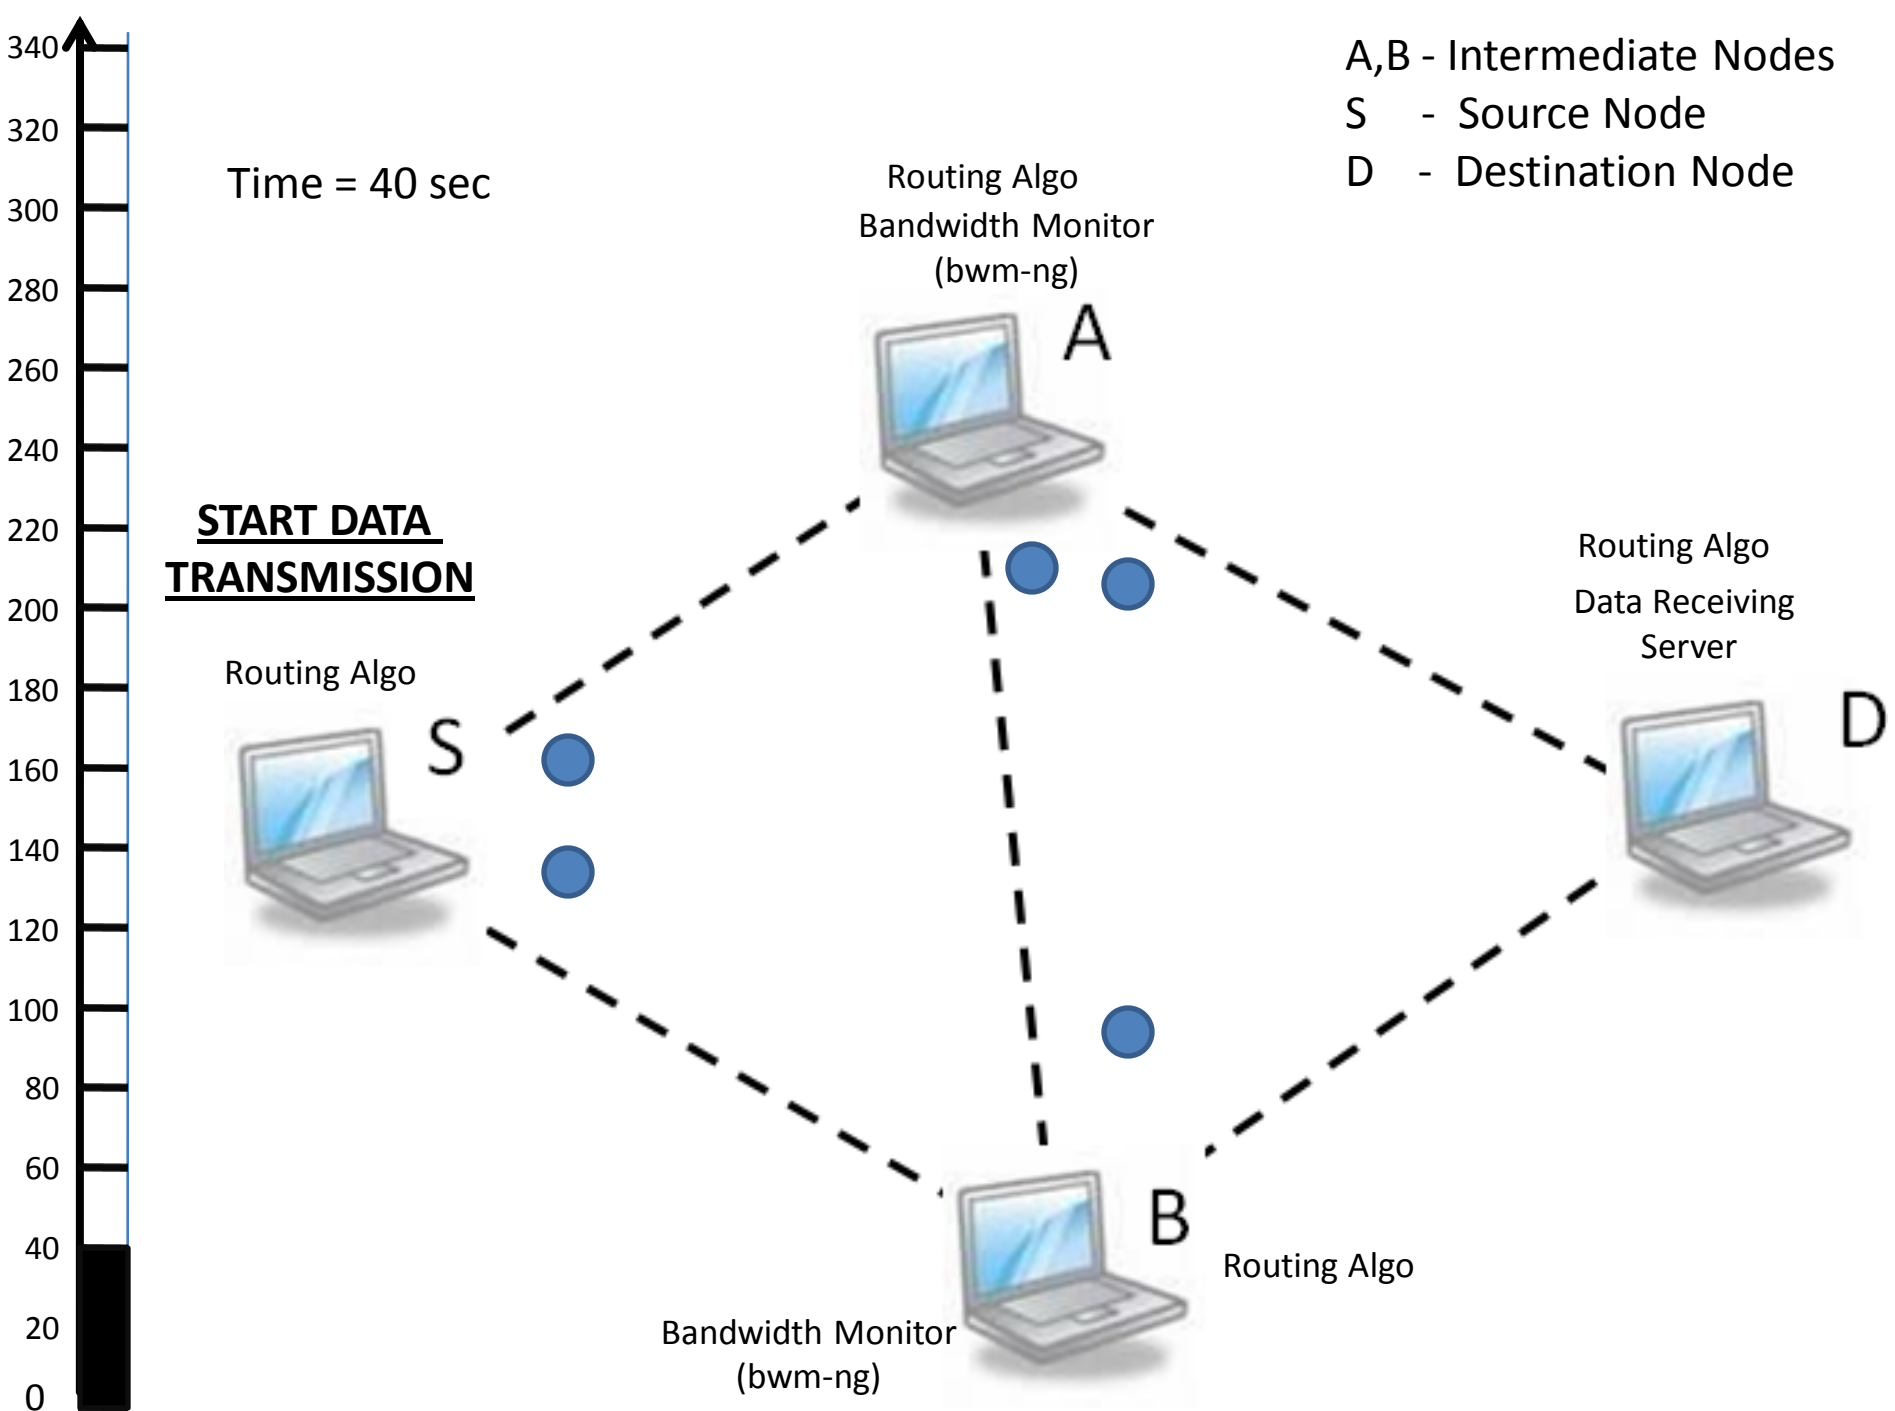 340
320
300
280
260
240
220
200
180
160
140
120
100
80
60
40
20
0
Time = 40 sec
A,B - Intermediate Nodes
S - Source Node
D - Destination Node
Routing Algo
Bandwidth Monitor
(bwm-ng)
A
START DATA
TRANSMISSION
Routing Algo
S
Routing Algo
Data Receiving
Server
D
B
Routing Algo
Bandwidth Monitor
(bwm-ng)